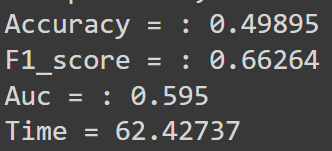 Accuracy = : 0.49895
F1_score = : 0.66264
Auc = : 0.595
Time = 62.42737